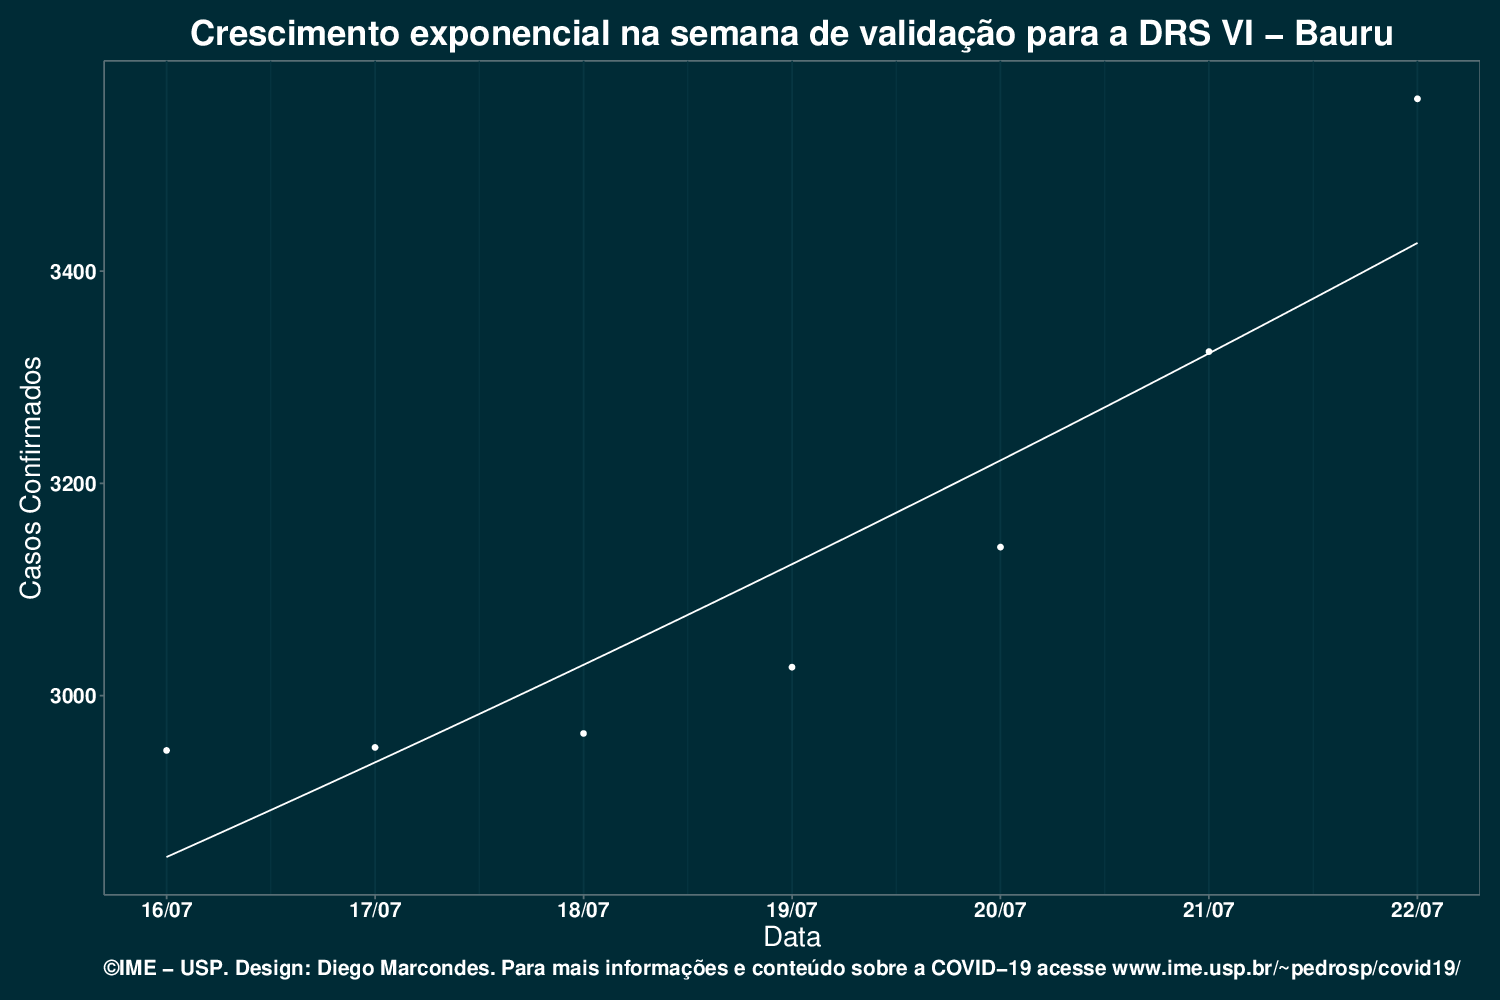 Crescimento exponencial na semana de validação para a DRS VI − Bauru
Casos Confirmados
3400
3200
3000
16/07 17/07 18/07 19/07 20/07 21/07 22/07
Data
©IME − USP. Design: Diego Marcondes. Para mais informações e conteúdo sobre a COVID−19 acesse www.ime.usp.br/~pedrosp/covid19/